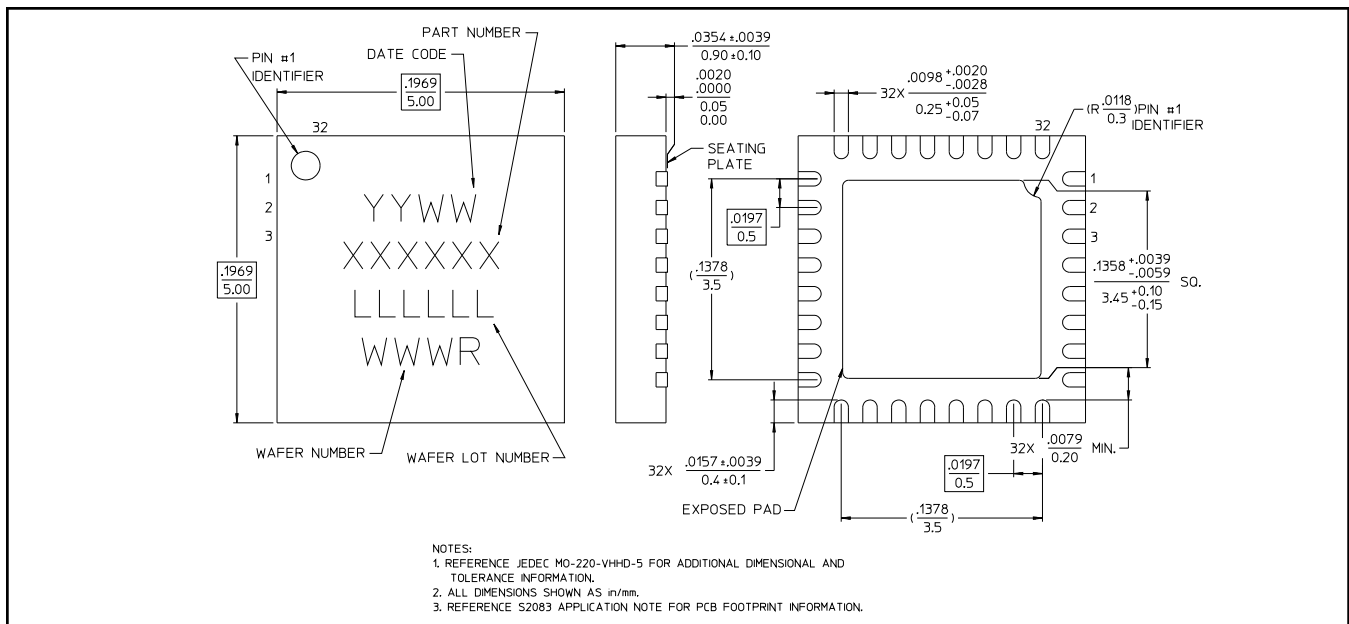 PART NUMBER
DATE CODE
PIN #1
IDENTIFIER
.1969
5.00
32
1
2
3
.1969
5.00
YYWW
XXXXXX
LLLLLL
WWWR
WAFER NUMBER
WAFER LOT NUMBER
.0354 ±.0039
0.90 ±0.10
.0020
.0000
0.05
0.00
SEATING
PLATE
32X .0098 +.0020 -.0028
0.25 +0.05 -0.07
(R .0118 / 0.3) PIN #1
IDENTIFIER
32
1
2
3
.0197
0.5
(.1378 / 3.5)
.1358 +.0039 -.0059
3.45 +0.10 -0.15
SQ.
32X .0157 ±.0039
0.4 ±0.1
32X .0079
0.20
MIN.
.0197
0.5
EXPOSED PAD
(.1378 / 3.5)
NOTES:
1. REFERENCE JEDEC MO-220-VHHD-5 FOR ADDITIONAL DIMENSIONAL AND
TOLERANCE INFORMATION.
2. ALL DIMENSIONS SHOWN AS in/mm.
3. REFERENCE S2083 APPLICATION NOTE FOR PCB FOOTPRINT INFORMATION.